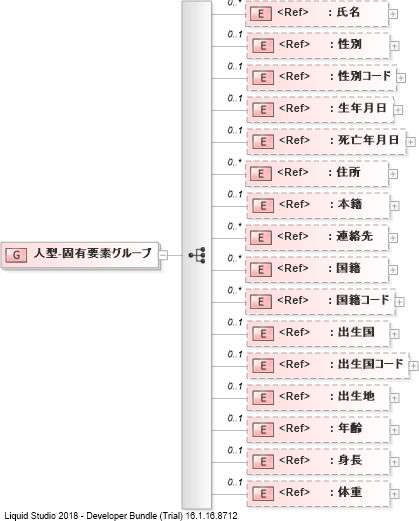 0..*
E <Ref> : 氏名
0..1
E <Ref> : 性別
0..1
E <Ref> : 性別コード
0..1
E <Ref> : 生年月日
0..1
E <Ref> : 死亡年月日
0..*
E <Ref> : 住所
0..1
E <Ref> : 本籍
0..*
E <Ref> : 連絡先
G 人型-固有要素グループ
0..*
E <Ref> : 国籍
0..*
E <Ref> : 国籍コード
0..1
E <Ref> : 出生国
0..1
E <Ref> : 出生国コード
0..1
E <Ref> : 出生地
0..1
E <Ref> : 年齢
0..1
E <Ref> : 身長
0..1
E <Ref> : 体重
Liquid Studio 2018 - Developer Bundle (Trial) 16.1.16.8712